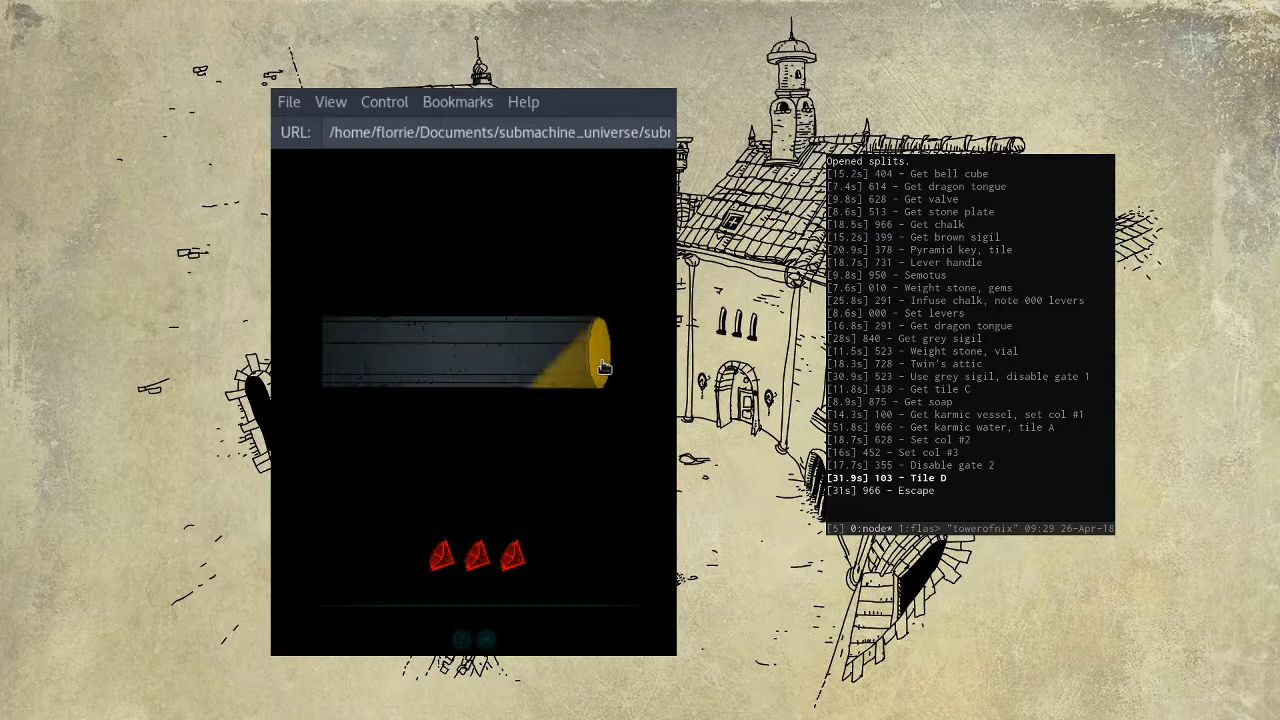 File View Control Bookmarks Help
URL: /home/florrie/Documents/submachine_universe/subm
Opened splits.
[15.2s] 404 – Get bell cube
[7.4s] 614 – Get dragon tongue
[9.8s] 628 – Get valve
[8.6s] 513 – Get stone plate
[18.5s] 966 – Get chalk
[15.2s] 399 – Get brown sigil
[20.9s] 378 – Pyramid key, tile
[18.7s] 731 – Lever handle
[9.8s] 950 – Semotus
[7.6s] 010 – Weight stone, gems
[25.8s] 291 – Infuse chalk, note 000 levers
[8.6s] 000 – Set levers
[16.8s] 291 – Get dragon tongue
[28s] 840 – Get grey sigil
[11.5s] 523 – Weight stone, vial
[18.3s] 728 – Twin's attic
[30.9s] 523 – Use grey sigil, disable gate 1
[11.8s] 438 – Get tile C
[8.9s] 875 – Get soap
[14.3s] 100 – Get karmic vessel, set col #1
[51.8s] 966 – Get karmic water, tile A
[18.7s] 628 – Set col #2
[16s] 452 – Set col #3
[17.7s] 355 – Disable gate 2
[31.9s] 103 – Tile D
[31s] 966 – Escape
[5] 0:node* 1:flas> "towerofnix" 09:29 26-Apr-18